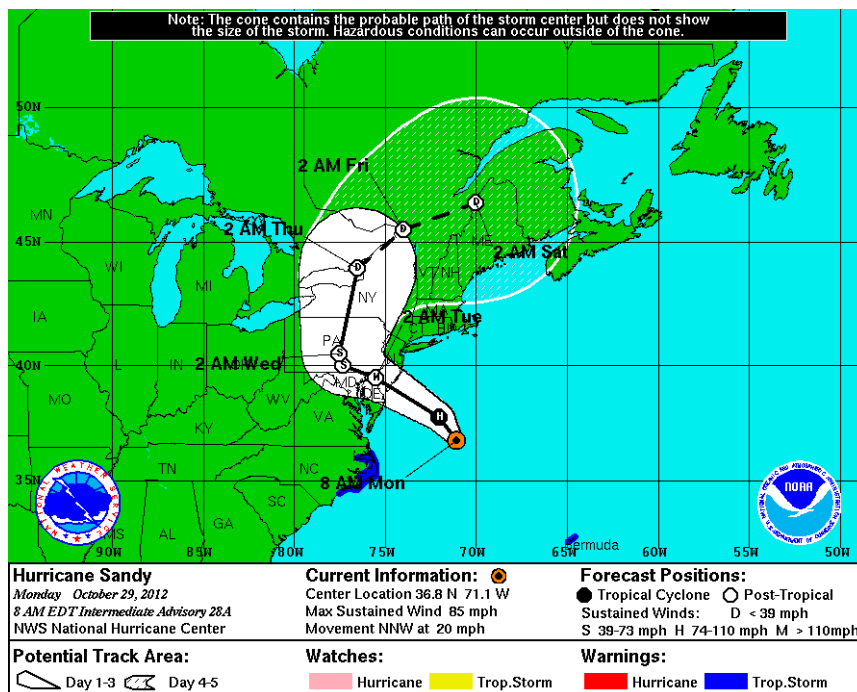 Note: The cone contains the probable path of the storm center but does not show
the size of the storm. Hazardous conditions can occur outside of the cone.
50N
2 AM Fri
MN
2 AM Thu
45N
ME
2 AM Sat
WI
VT NH
MI
NY
IA
2 AM Tue
CT
PA
2 AM Wed
40N
IN
MD
DE
MO
WV
VA
KY
8 AM Mon
35N
TN
NC
SC
MS
AL
GA
Bermuda
NATIONAL WEATHER SERVICE
NOAA
90N
85W
80W
75W
70W
65W
60W
55W
50N
D
D
D
S
S
H
H
Hurricane Sandy
Monday October 29, 2012
8 AM EDT Intermediate Advisory 28A
NWS National Hurricane Center
Current Information:
Center Location 36.8 N 71.1 W
Max Sustained Wind 85 mph
Movement NNW at 20 mph
Forecast Positions:
Tropical Cyclone Post-Tropical
Sustained Winds: D < 39 mph
S 39-73 mph H 74-110 mph M > 110mph
Potential Track Area:
Day 1-3 Day 4-5
Watches:
Hurricane Trop.Storm
Warnings:
Hurricane Trop.Storm